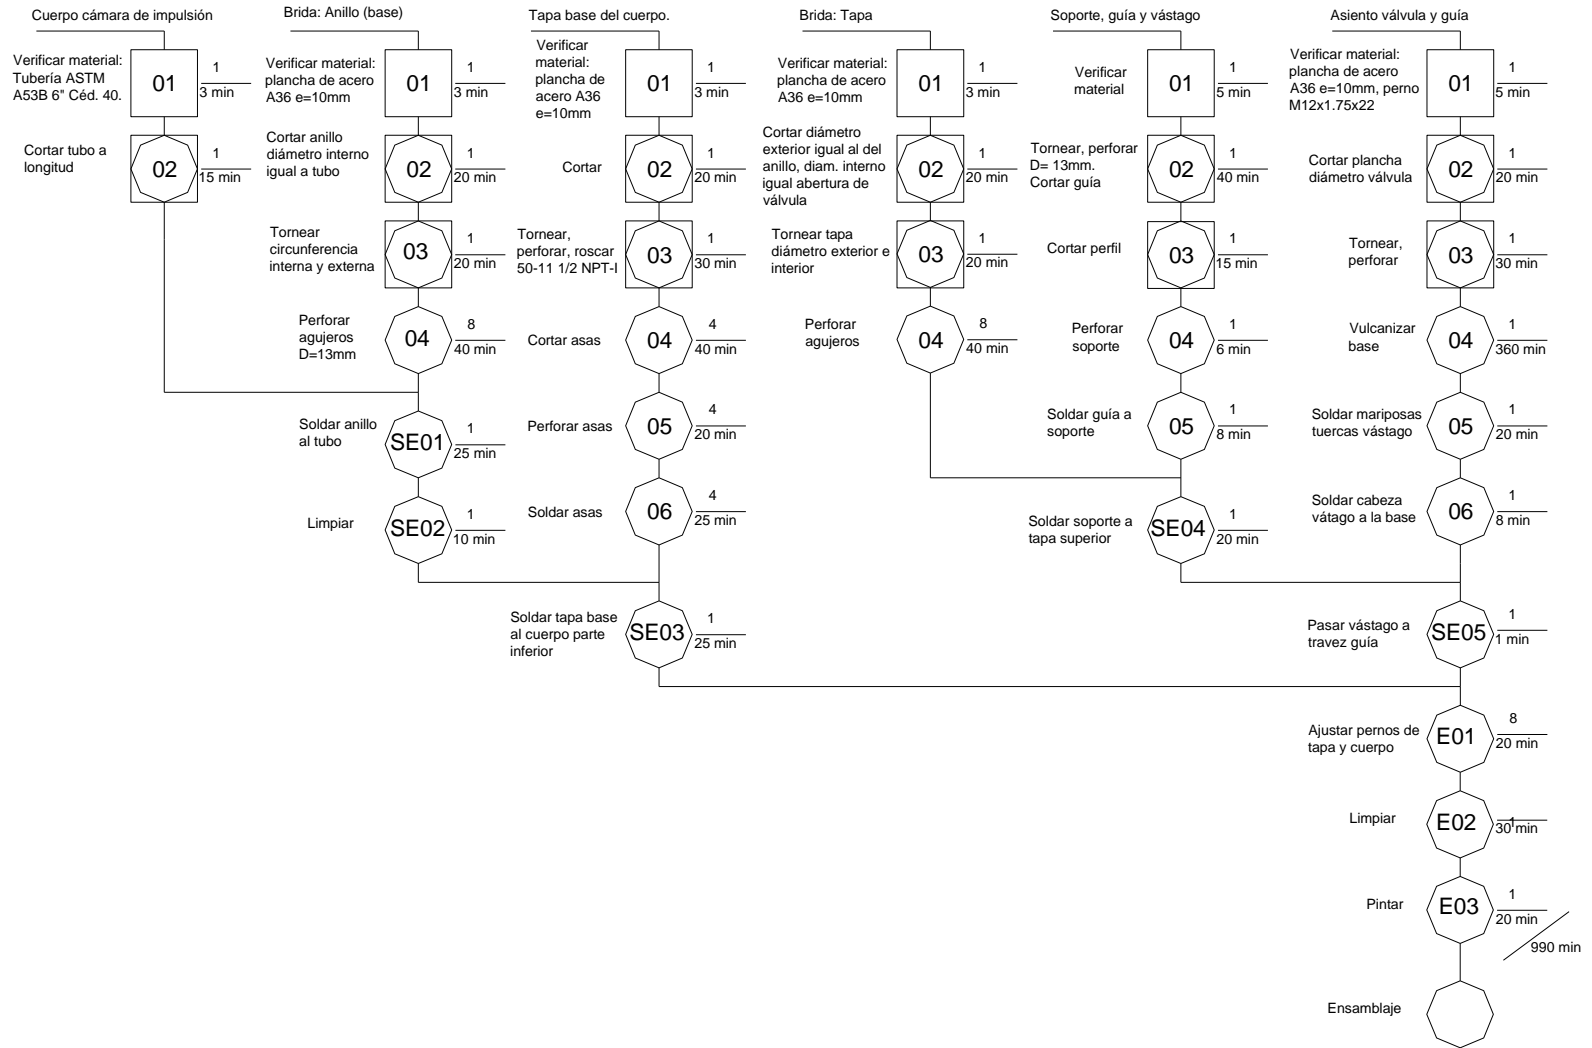 Cuerpo cámara de impulsión
Verificar material:
Tubería ASTM
A53B 6" Céd. 40.
01
1
3 min
Cortar tubo a
longitud
02
1
15 min
Brida: Anillo (base)
Verificar material:
plancha de acero
A36 e=10mm
01
1
3 min
Cortar anillo
diámetro interno
igual a tubo
02
1
20 min
Tornear
circunferencia
interna y externa
03
1
20 min
Perforar
agujeros
D=13mm
04
8
40 min
Soldar anillo
al tubo
SE01
1
25 min
Limpiar
SE02
1
10 min
Tapa base del cuerpo.
Verificar
material:
plancha de
acero A36
e=10mm
01
1
3 min
Cortar
02
1
20 min
Tornear,
perforar, roscar
50-11 1/2 NPT-I
03
1
30 min
Cortar asas
04
4
40 min
Perforar asas
05
4
20 min
Soldar asas
06
4
25 min
Soldar tapa base
al cuerpo parte
inferior
SE03
1
25 min
Brida: Tapa
Verificar material:
plancha de acero
A36 e=10mm
01
1
3 min
Cortar diámetro
exterior igual al del
anillo, diam. interno
igual abertura de
válvula
02
1
20 min
Tornear tapa
diámetro exterior e
interior
03
1
20 min
Perforar
agujeros
04
8
40 min
Soporte, guía y vástago
Verificar
material
01
1
5 min
Tornear, perforar
D= 13mm.
Cortar guía
02
1
40 min
Cortar perfil
03
1
15 min
Perforar
soporte
04
1
6 min
Soldar guía a
soporte
05
1
8 min
Soldar soporte a
tapa superior
SE04
1
20 min
Asiento válvula y guía
Verificar material:
plancha de acero
A36 e=10mm, perno
M12x1.75x22
01
1
5 min
Cortar plancha
diámetro válvula
02
1
20 min
Tornear,
perforar
03
1
30 min
Vulcanizar
base
04
1
360 min
Soldar mariposas
tuercas vástago
05
1
20 min
Soldar cabeza
vátago a la base
06
1
8 min
Pasar vástago a
travez guía
SE05
1
1 min
Ajustar pernos de
tapa y cuerpo
E01
8
20 min
Limpiar
E02
1
30 min
Pintar
E03
1
20 min
990 min
Ensamblaje